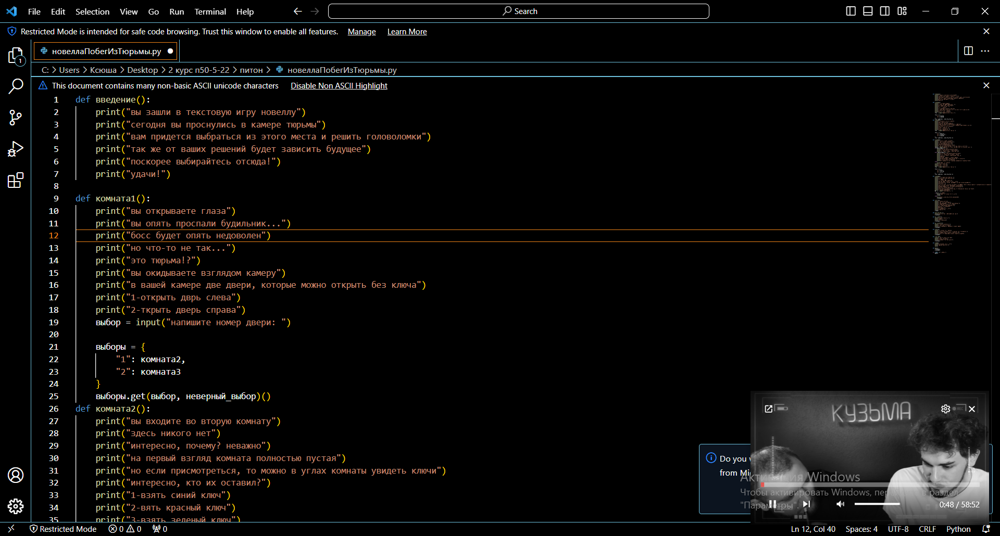 File Edit Selection View Go Run Terminal Help
Search
Restricted Mode is intended for safe code browsing. Trust this window to enable all features. Manage Learn More
1
новеллаПобегИзТюрьмы.py
C: > Users > Ксюша > Desktop > 2 курс п50-5-22 > питон > новеллаПобегИзТюрьмы.py
This document contains many non-basic ASCII unicode characters Disable Non ASCII Highlight
1 def введение():
2 print("вы зашли в текстовую игру новеллу")
3 print("сегодня вы проснулись в камере тюрьмы")
4 print("вам придется выбраться из этого места и решить головоломки")
5 print("так же от ваших решений будет зависить будущее")
6 print("поскорее выбирайтесь отсюда!")
7 print("удачи!")
8
9 def комната1():
10 print("вы открываете глаза")
11 print("вы опять проспали будильник...")
12 print("босс будет опять недоволен")
13 print("но что-то не так...")
14 print("это тюрьма!?")
15 print("вы окидываете взглядом камеру")
16 print("в вашей камере две двери, которые можно открыть без ключа")
17 print("1-открыть дврь слева")
18 print("2-ткрыть дверь справа")
19 выбор = input("напишите номер двери: ")
20
21 выборы = {
22 "1": комната2,
23 "2": комната3
24 }
25 выборы.get(выбор, неверный_выбор)()
26 def комната2():
27 print("вы входите во вторую комнату")
28 print("здесь никого нет")
29 print("интересно, почему? неважно")
30 print("на первый взгляд комната полностью пустая")
31 print("но если присмотреться, то можно в углах комнаты увидеть ключи")
32 print("интересно, кто их оставил?")
33 print("1-взять синий ключ")
34 print("2-вять красный ключ")
35 print("3-взять зеленый ключ")
КУЗЬМА
REC
Do you
from Mi
Активация Windows
Чтобы активировать Windows, в раздел
"Параметры".
0:48 / 58:52
Restricted Mode 0 0 0 Ln 12, Col 40 Spaces: 4 UTF-8 CRLF Python